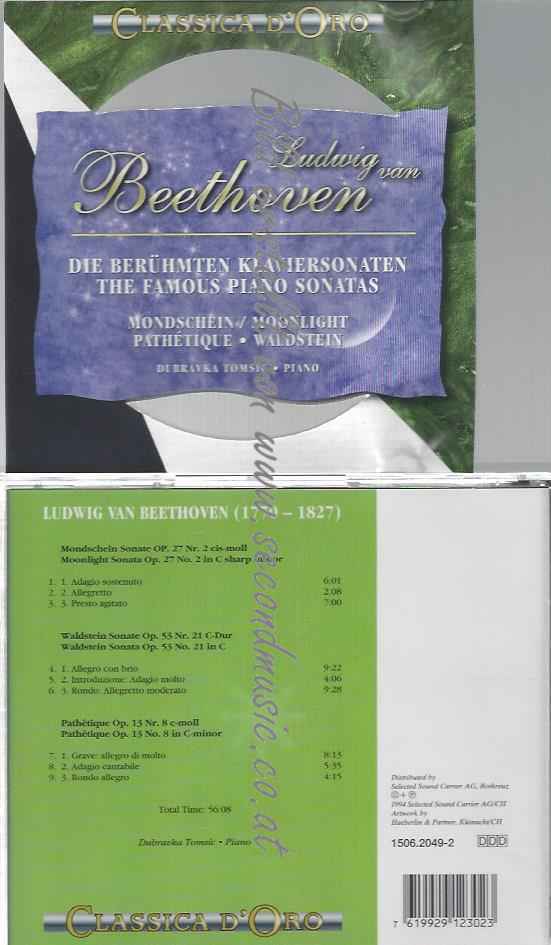 CLASSICA D'ORO
Ludwig van
Beethoven
DIE BERÜHMTEN KLAVIERSONATEN
THE FAMOUS PIANO SONATAS
MONDSCHEIN / MOONLIGHT
PATHÉTIQUE • WALDSTEIN
DUBRAVKA TOMSIC • PIANO
www.secondmusic.co.at
LUDWIG VAN BEETHOVEN (1770 – 1827)
Mondschein Sonate OP. 27 Nr. 2 cis-moll
Moonlight Sonata Op. 27 No. 2 in C sharp minor
1. 1. Adagio sostenuto 6:01
2. 2. Allegretto 2:08
3. 3. Presto agitato 7:00
Waldstein Sonate Op. 53 Nr. 21 C-Dur
Waldstein Sonata Op. 53 No. 21 in C
4. 1. Allegro con brio 9:22
5. 2. Introduzione: Adagio molto 4:06
6. 3. Rondo: Allegretto moderato 9:28
Pathétique Op. 13 Nr. 8 c-moll
Pathétique Op. 13 No. 8 in C-minor
7. 1. Grave: allegro di molto 8:13
8. 2. Adagio cantabile 5:35
9. 3. Rondo allegro 4:15
Total Time: 56:08
Dubravka Tomsic • Piano
Distributed by
Selected Sound Carrier AG,
© + ℗
1994 Selected Sound Carrier AG/CH
Artwork by
Haeberlin & Partner, Küsnacht/CH
1506.2049-2 DDD
7 619929 123023
CLASSICA D'ORO